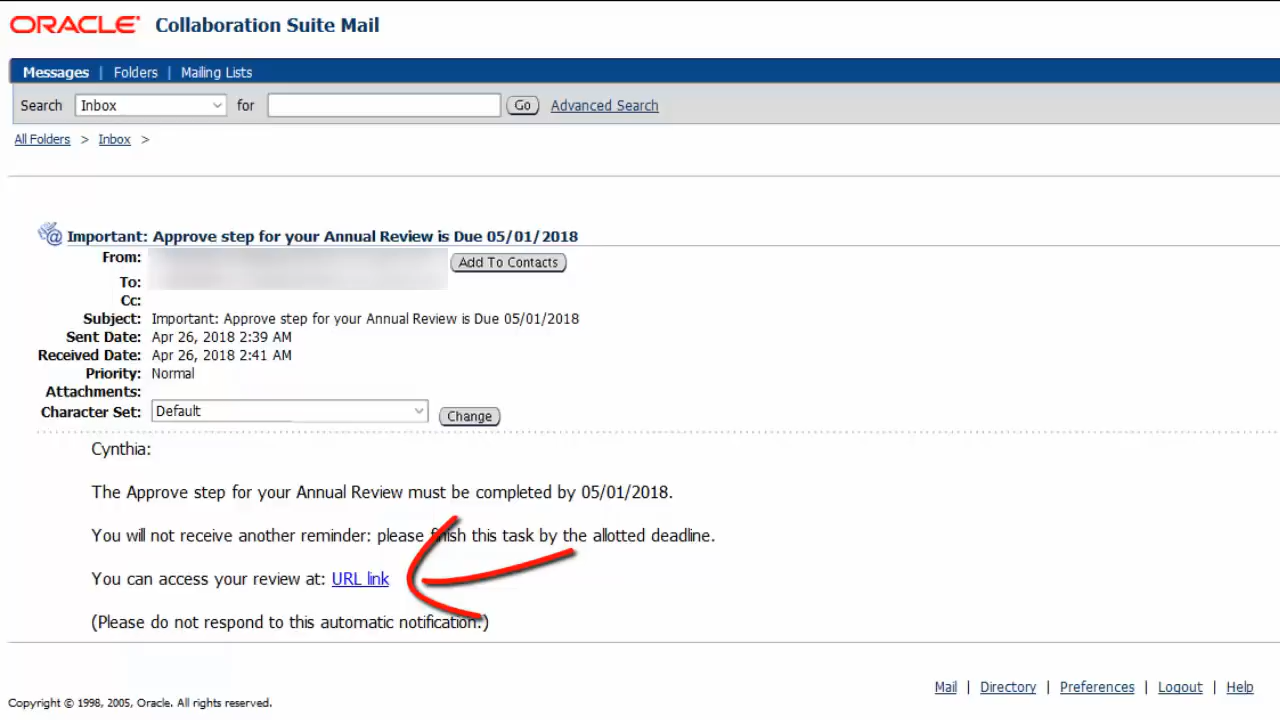 ORACLE Collaboration Suite Mail
Messages | Folders | Mailing Lists
Search Inbox for Go Advanced Search
All Folders > Inbox >
Important: Approve step for your Annual Review is Due 05/01/2018
From: Add To Contacts
To:
Cc:
Subject: Important: Approve step for your Annual Review is Due 05/01/2018
Sent Date: Apr 26, 2018 2:39 AM
Received Date: Apr 26, 2018 2:41 AM
Priority: Normal
Attachments:
Character Set: Default Change
Cynthia:
The Approve step for your Annual Review must be completed by 05/01/2018.
You will not receive another reminder: please finish this task by the allotted deadline.
You can access your review at: URL link
(Please do not respond to this automatic notification.)
Mail | Directory | Preferences | Logout | Help
Copyright © 1998, 2005, Oracle. All rights reserved.